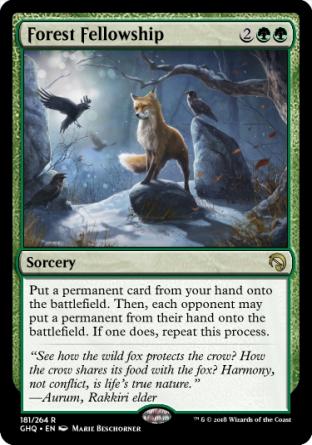 Forest Fellowship 2
Sorcery
Put a permanent card from your hand onto
the battlefield. Then, each opponent may
put a permanent from their hand onto the
battlefield. If one does, repeat this process.
“See how the wild fox protects the crow? How
the crow shares its food with the fox? Harmony,
not conflict, is life’s true nature.”
—Aurum, Rakkiri elder
181/264 R
GHQ • EN Marie Bischorner
™ & © 2018 Wizards of the Coast